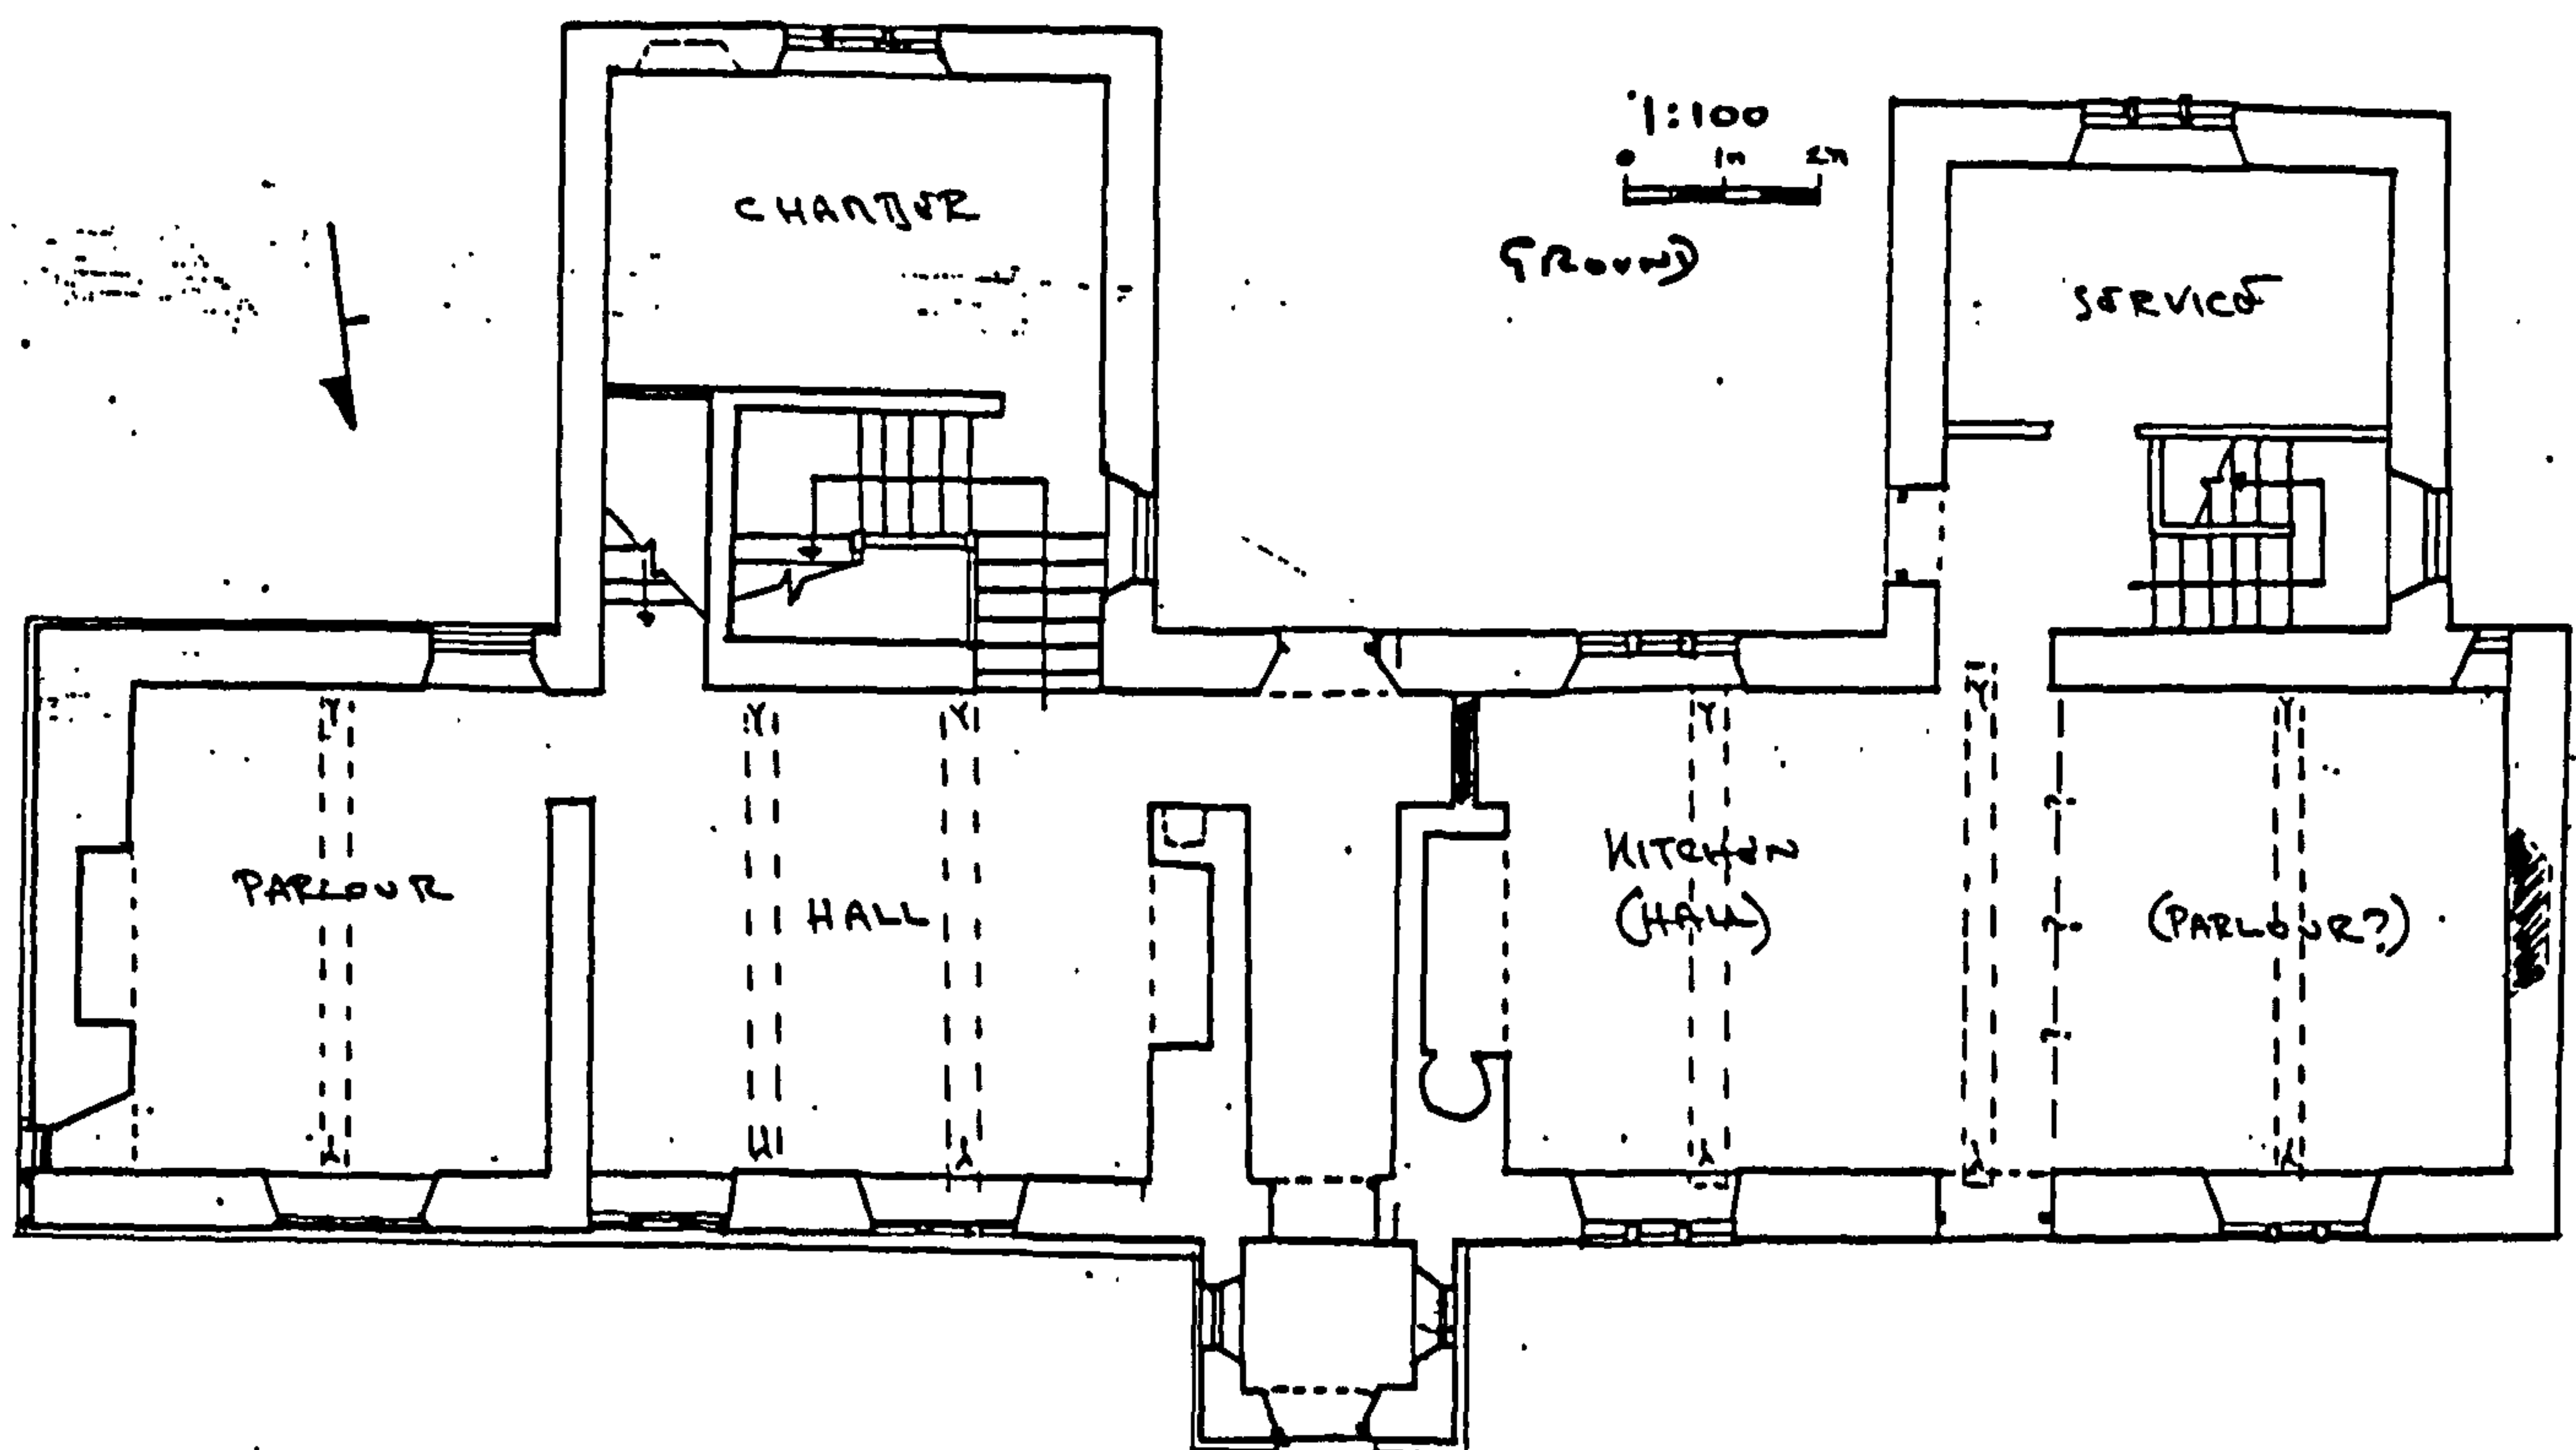 1:100
0 1m 2m
GROUND
CHAMBER
SERVICE
PARLOUR
HALL
KITCHEN
(HALL)
?
?
?
(PARLOUR?)